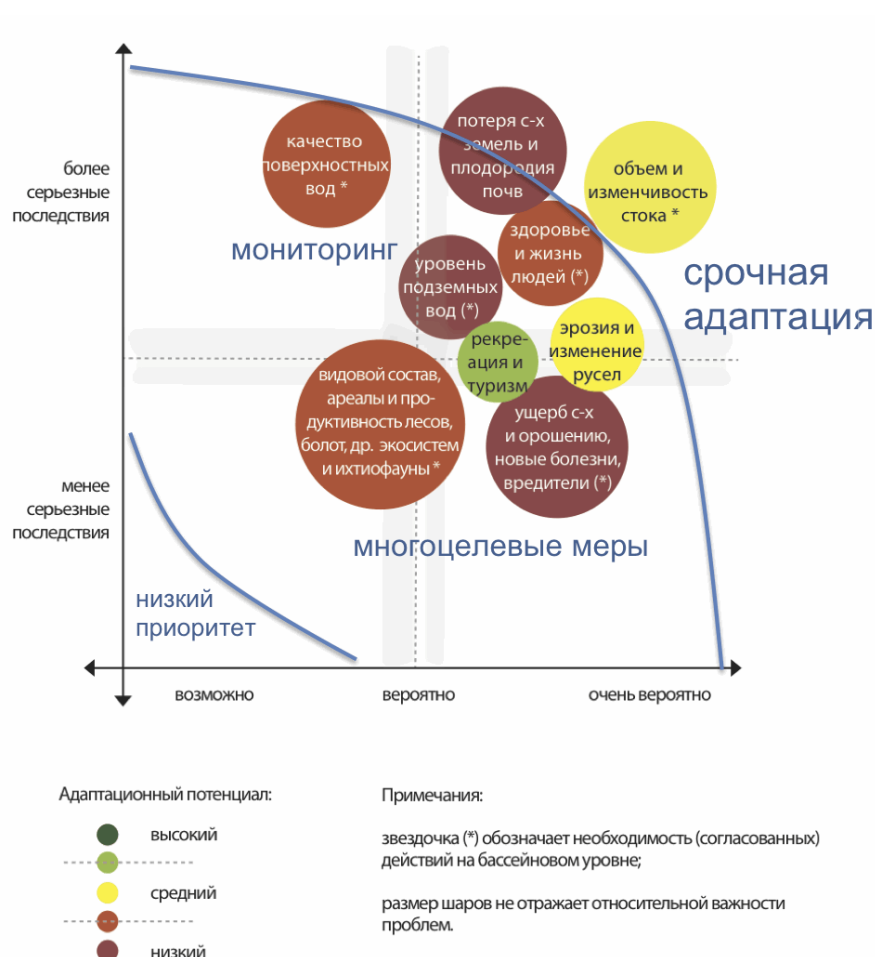 более
серьезные
последствия
менее
серьезные
последствия
качество
поверхностных
вод *
потеря с-х
земель и
плодородия
почв
объем и
изменчивость
стока *
здоровье
и жизнь
людей (*)
мониторинг
уровень
подземных
вод (*)
срочная
адаптация
рекре-
ация и
туризм
эрозия и
изменение
русел
видовой состав,
ареалы и про-
дуктивность лесов,
болот, др. экосистем
и ихтиофауны *
ущерб с-х
и орошению,
новые болезни,
вредители (*)
многоцелевые меры
низкий
приоритет
возможно
вероятно
очень вероятно
Адаптационный потенциал:
высокий
средний
низкий
Примечания:
звездочка (*) обозначает необходимость (согласованных)
действий на бассейновом уровне;
размер шаров не отражает относительной важности
проблем.